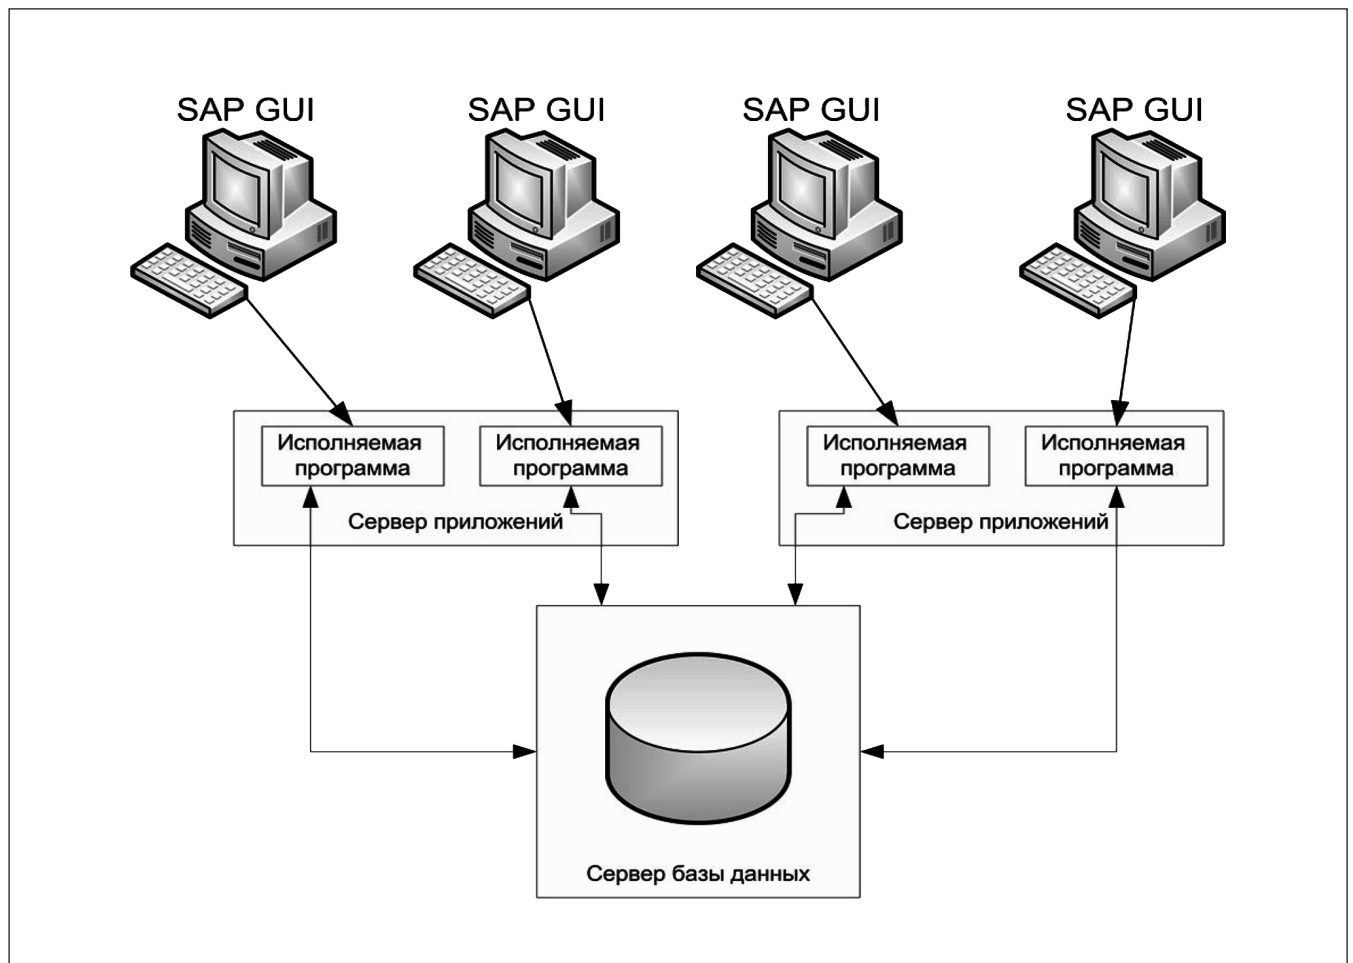 SAP GUI
SAP GUI
SAP GUI
SAP GUI
Исполняемая
программа
Исполняемая
программа
Исполняемая
программа
Исполняемая
программа
Сервер приложений
Сервер приложений
Сервер базы данных